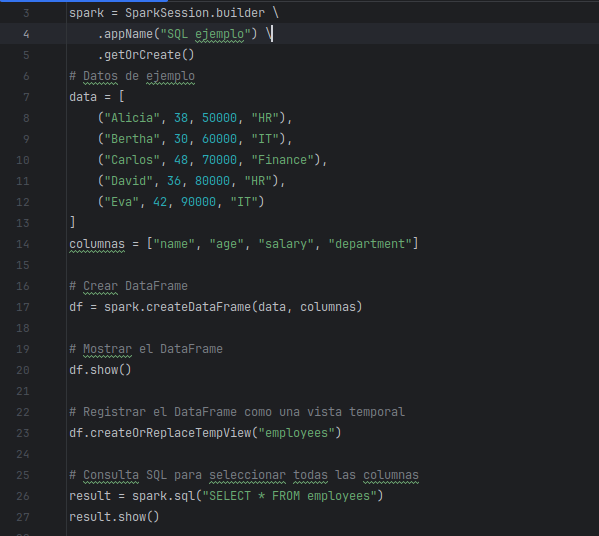 3 spark = SparkSession.builder \
4     .appName("SQL ejemplo") \
5     .getOrCreate()
6 # Datos de ejemplo
7 data = [
8     ("Alicia", 38, 50000, "HR"),
9     ("Bertha", 30, 60000, "IT"),
10     ("Carlos", 48, 70000, "Finance"),
11     ("David", 36, 80000, "HR"),
12     ("Eva", 42, 90000, "IT")
13 ]
14 columnas = ["name", "age", "salary", "department"]
15
16 # Crear DataFrame
17 df = spark.createDataFrame(data, columnas)
18
19 # Mostrar el DataFrame
20 df.show()
21
22 # Registrar el DataFrame como una vista temporal
23 df.createOrReplaceTempView("employees")
24
25 # Consulta SQL para seleccionar todas las columnas
26 result = spark.sql("SELECT * FROM employees")
27 result.show()